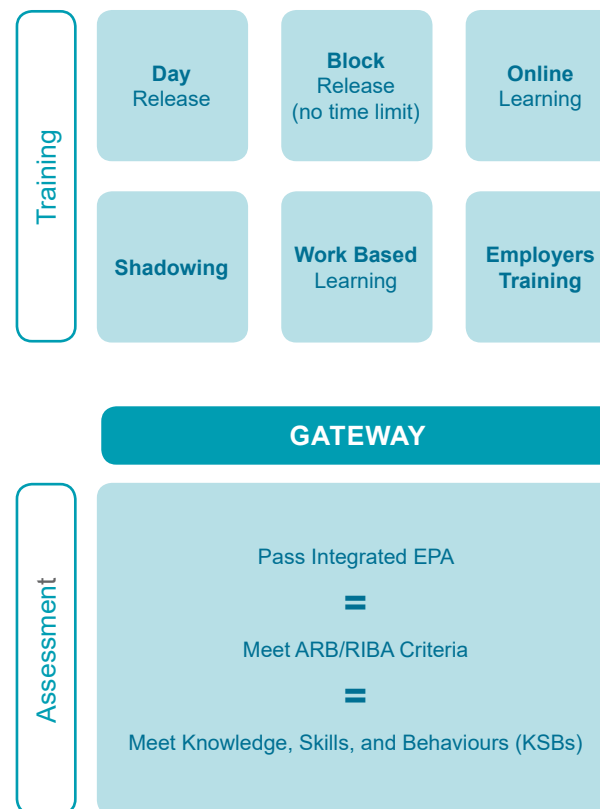 Training
Day
Release
Block
Release
(no time limit)
Online
Learning
Shadowing
Work Based
Learning
Employers
Training
GATEWAY
Assessment
Pass Integrated EPA
=
Meet ARB/RIBA Criteria
=
Meet Knowledge, Skills, and Behaviours (KSBs)